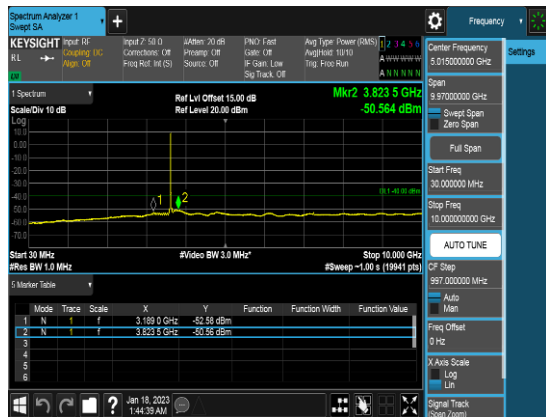 Spectrum Analyzer 1
Swept SA
Frequency
KEYSIGHT
Input: RF
Coupling: DC
Align: Off
Input Z: 50 Ω
Corrections: Off
Freq Ref: Int (S)
#Atten: 20 dB
Preamp: Off
Source: Off
PNO: Fast
Gate: Off
IF Gain: Low
Sig Track: Off
Avg Type: Power (RMS)
Avg|Hold: 10/10
Trig: Free Run
1 2 3 4 5 6
A W W W W W
A N N N N N
RL
Settings
Center Frequency
5.015000000 GHz
Span
9.97000000 GHz
Swept Span
Zero Span
Full Span
Start Freq
30.000000 MHz
Stop Freq
10.000000000 GHz
AUTO TUNE
CF Step
997.000000 MHz
Auto
Man
Freq Offset
0 Hz
X Axis Scale
Log
Lin
Signal Track
(Span Zoom)
1 Spectrum
Scale/Div 10 dB
Log
Ref Lvl Offset 15.00 dB
Ref Level 20.00 dBm
Mkr2 3.823 5 GHz
-50.564 dBm
10.0
0.00
-10.0
-20.0
-30.0
-40.0
-50.0
-60.0
-70.0
1
2
DL1 -40.00 dBm
Start 30 MHz
#Res BW 1.0 MHz
#Video BW 3.0 MHz*
Stop 10.000 GHz
#Sweep ~1.00 s (19941 pts)
5 Marker Table
Mode Trace Scale X Y Function Function Width Function Value
1 N 1 f 3.189 0 GHz -52.58 dBm
2 N 1 f 3.823 5 GHz -50.56 dBm
3
4
5
6
Jan 18, 2023
1:44:39 AM